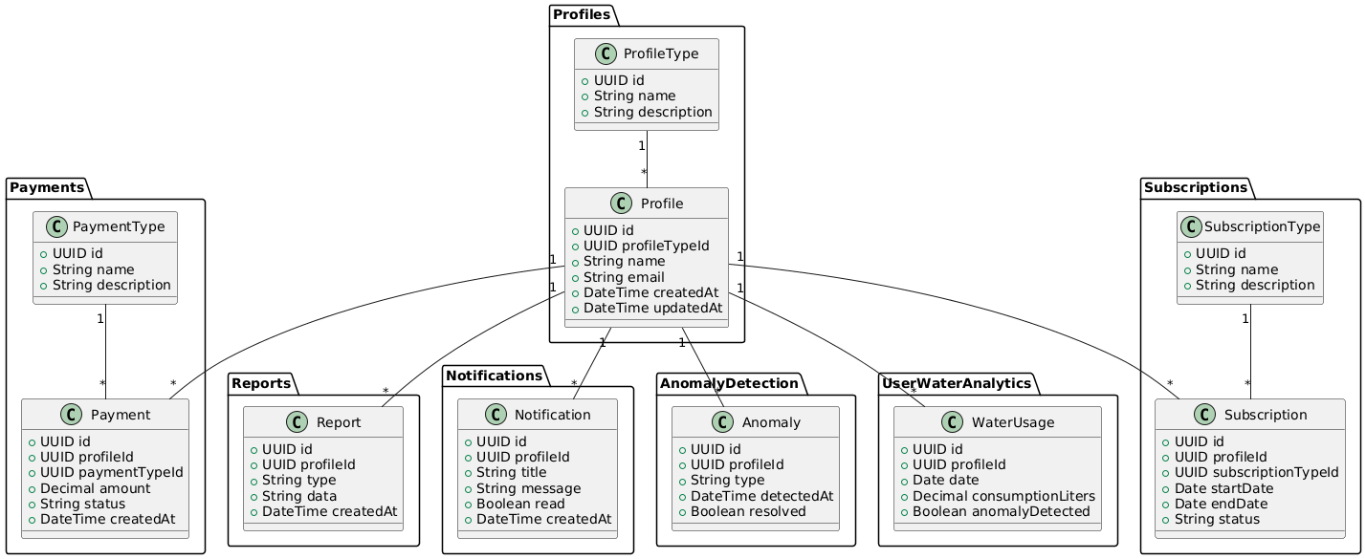 Profiles
C ProfileType
UUID id
String name
String description
1
*
C Profile
UUID id
UUID profileTypeId
String name
String email
DateTime createdAt
DateTime updatedAt
1
1
1
1
1
1
Payments
C PaymentType
UUID id
String name
String description
1
*
*
C Payment
UUID id
UUID profileId
UUID paymentTypeId
Decimal amount
String status
DateTime createdAt
Reports
*
C Report
UUID id
UUID profileId
String type
String data
DateTime createdAt
Notifications
*
C Notification
UUID id
UUID profileId
String title
String message
Boolean read
DateTime createdAt
AnomalyDetection
*
C Anomaly
UUID id
UUID profileId
String type
DateTime detectedAt
Boolean resolved
UserWaterAnalytics
*
C WaterUsage
UUID id
UUID profileId
Date date
Decimal consumptionLiters
Boolean anomalyDetected
Subscriptions
C SubscriptionType
UUID id
String name
String description
1
*
*
C Subscription
UUID id
UUID profileId
UUID subscriptionTypeId
Date startDate
Date endDate
String status